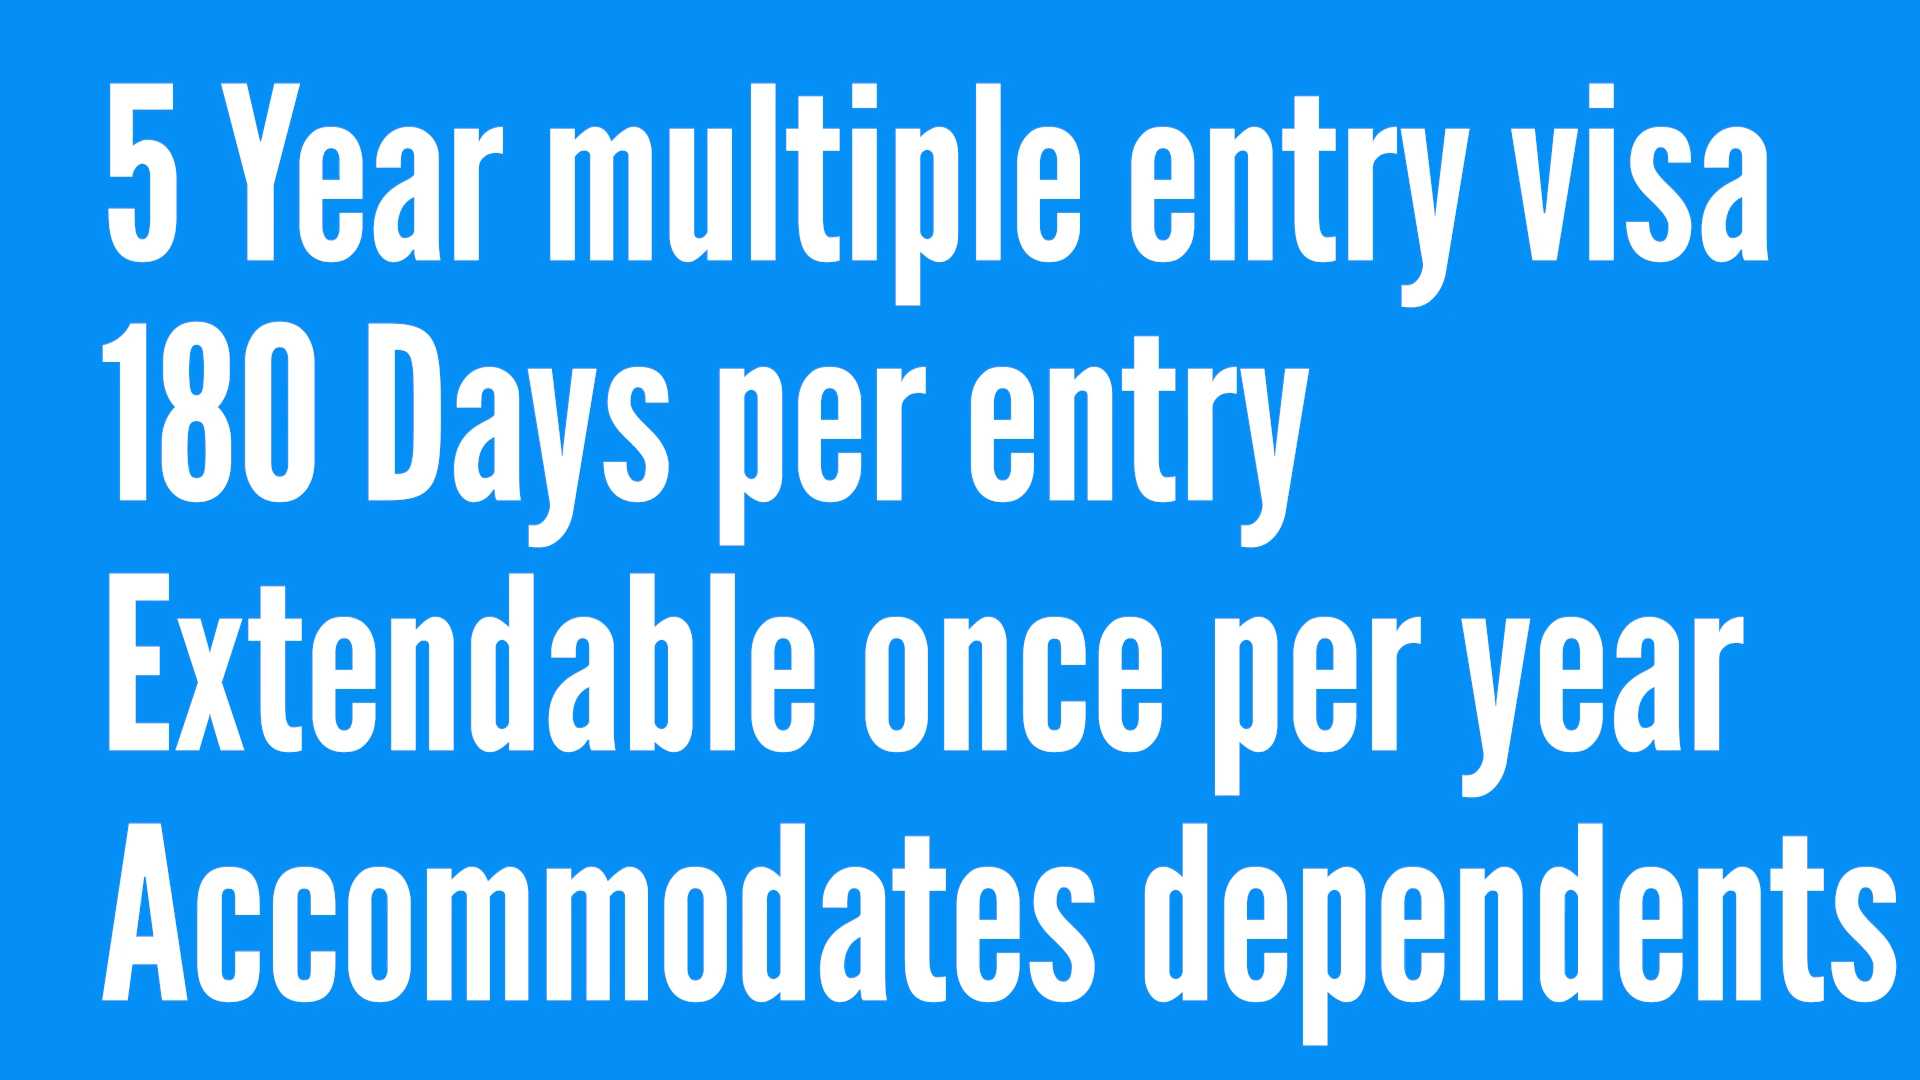 5 Year multiple entry visa
180 Days per entry
Extendable once per year
Accommodates dependents